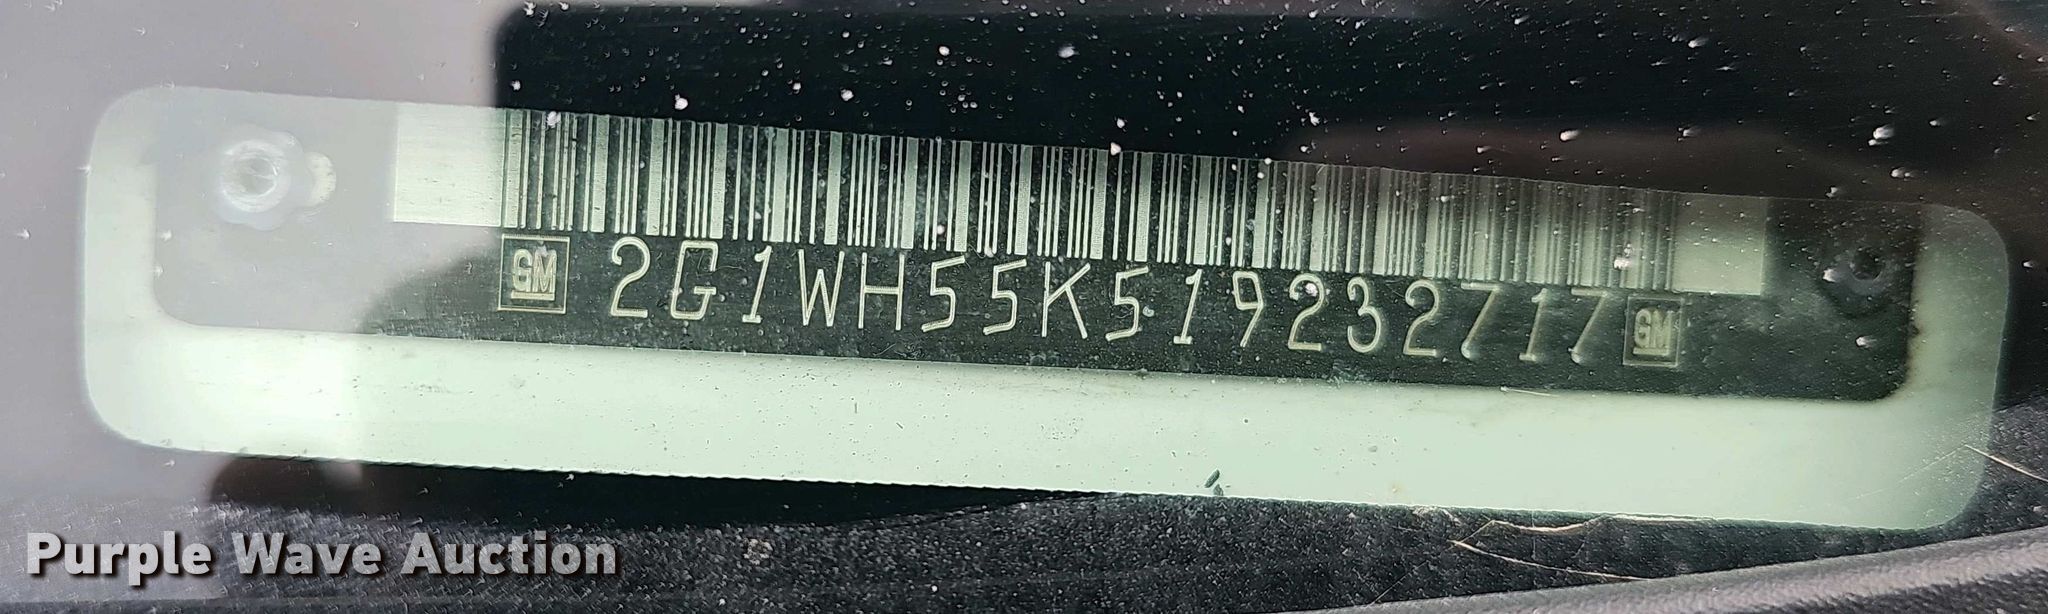 GM 2G1WH55K519232717 GM
Purple Wave Auction